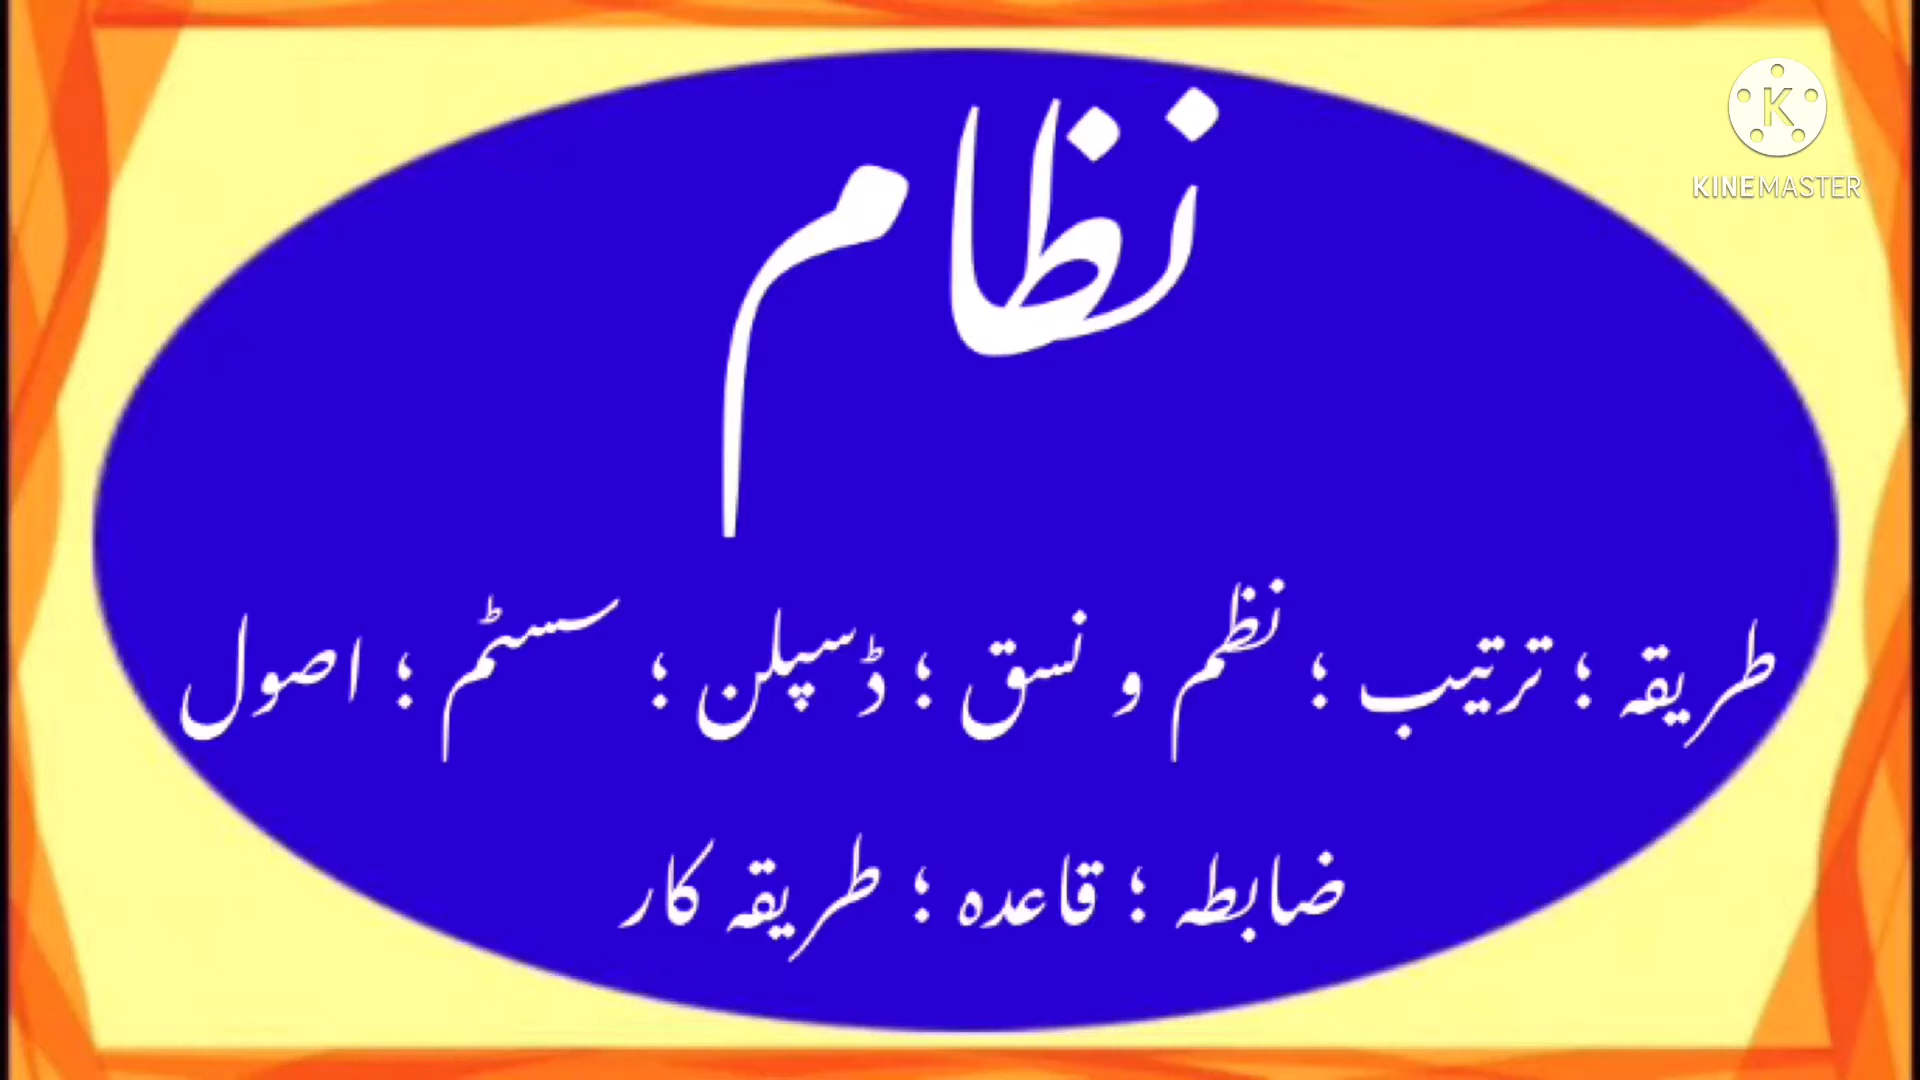 نظام
طریقہ ؛ ترتیب ؛ نظم و نسق ؛ ڈسپلن ؛ سسٹم ؛ اصول
ضابطہ ؛ قاعدہ ؛ طریقہ کار
K
KINEMASTER